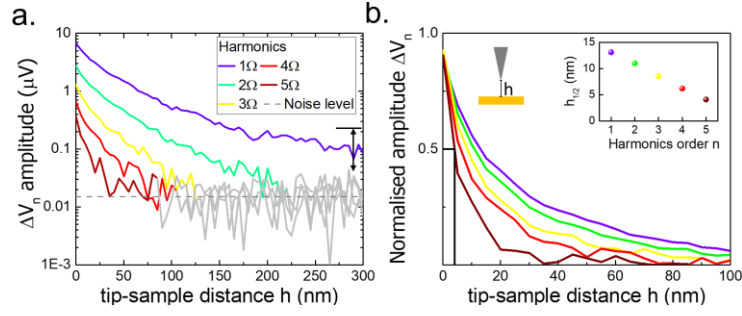 a.
ΔVn amplitude (μV)
10
1
0.1
0.01
1E-3
Harmonics
1Ω 4Ω
2Ω 5Ω
3Ω Noise level
0 50 100 150 200 250 300
tip-sample distance h (nm)
b.
Normalised amplitude ΔVn
1.0
0.5
h
h1/2 (nm)
15
10
5
0
1 2 3 4 5
Harmonics order n
0 20 40 60 80 100
tip-sample distance h (nm)